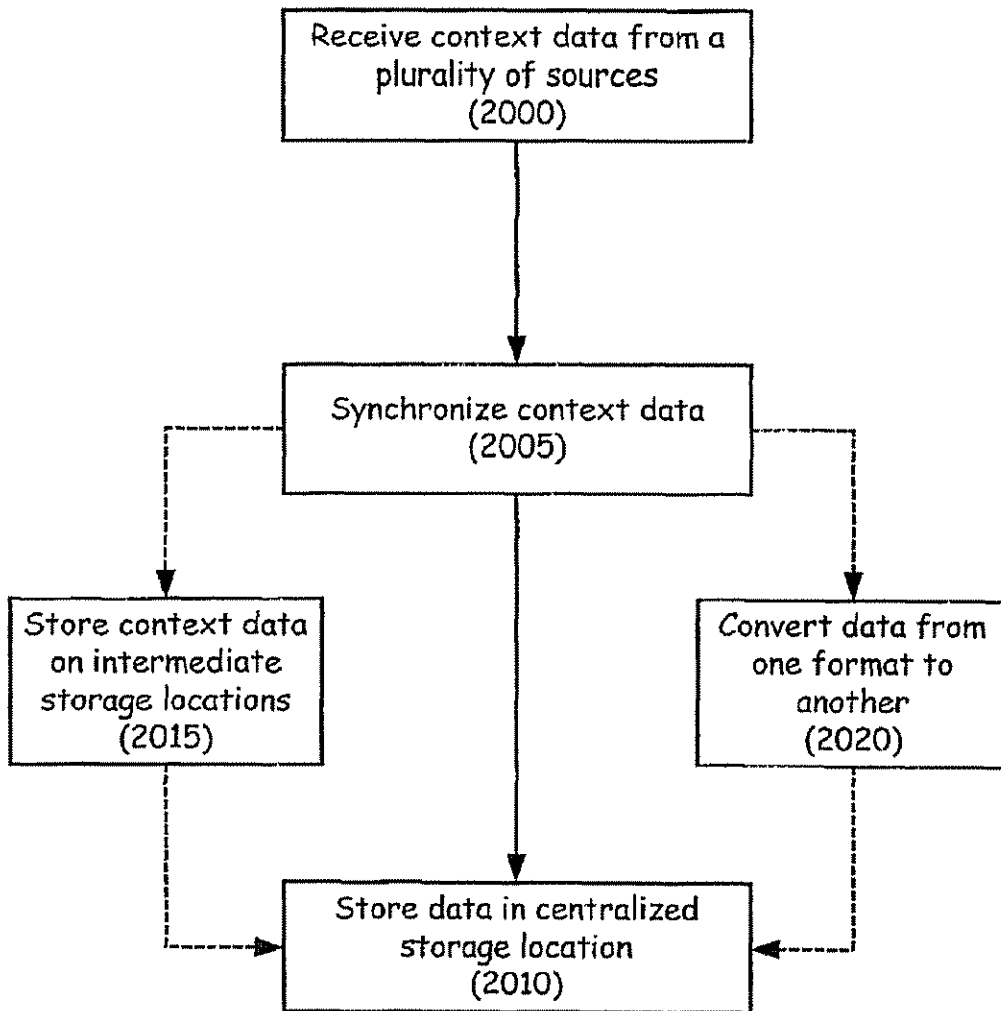 Receive context data from a
plurality of sources
(2000)
Synchronize context data
(2005)
Store context data
on intermediate
storage locations
(2015)
Convert data from
one format to
another
(2020)
Store data in centralized
storage location
(2010)